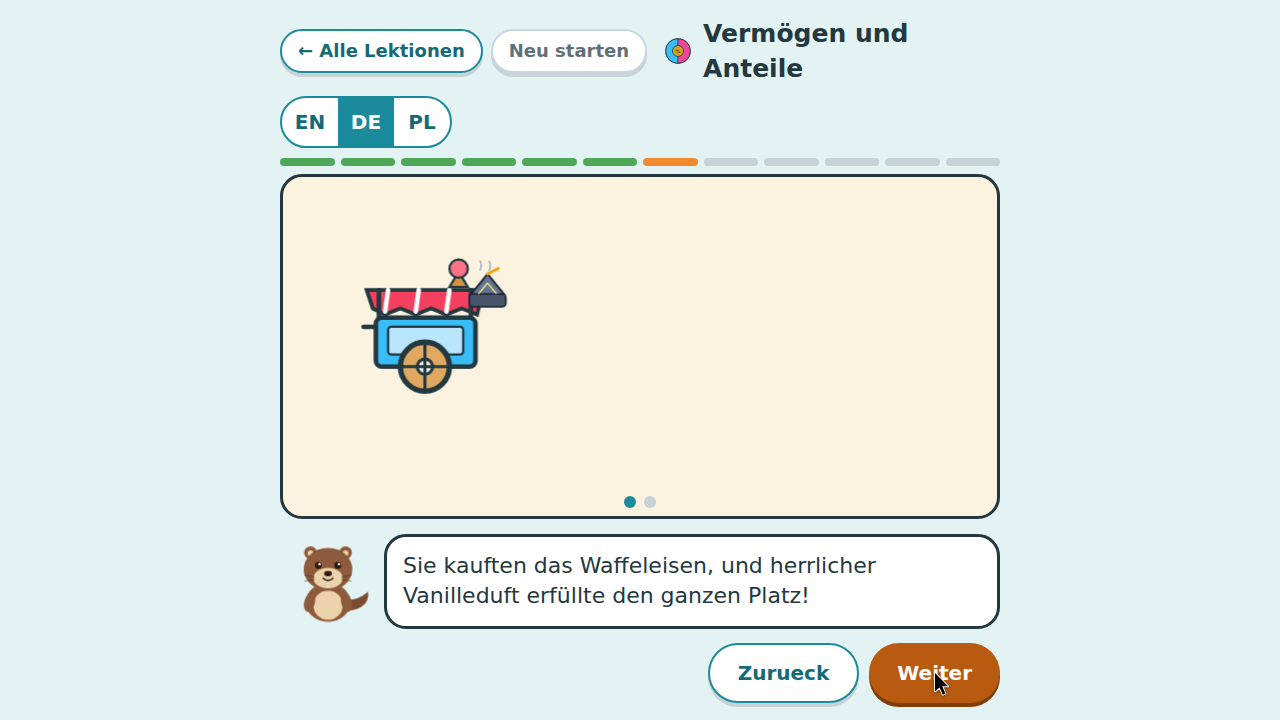 ← Alle Lektionen
Neu starten
Vermögen und
Anteile
EN DE PL
Sie kauften das Waffeleisen, und herrlicher
Vanilleduft erfüllte den ganzen Platz!
Zurueck
Weiter